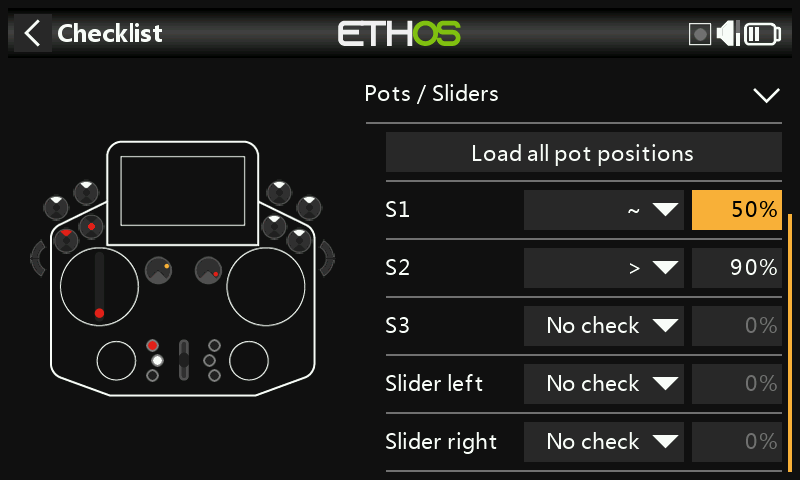 Checklist
ETHOS
Pots / Sliders
Load all pot positions
S1 ~ 50%
S2 > 90%
S3 No check 0%
Slider left No check 0%
Slider right No check 0%